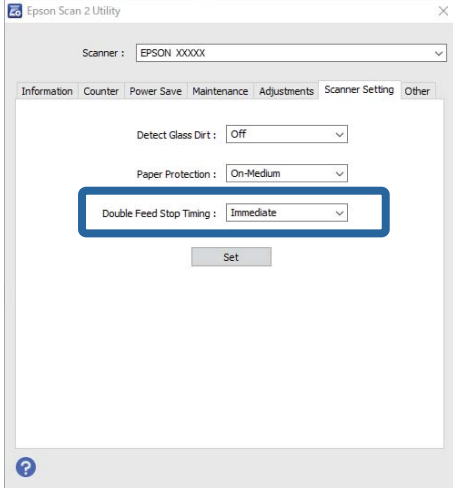 Epson Scan 2 Utility
Scanner : EPSON XXXXX
Information Counter Power Save Maintenance Adjustments Scanner Setting Other
Detect Glass Dirt : Off
Paper Protection : On-Medium
Double Feed Stop Timing : Immediate
Set
?